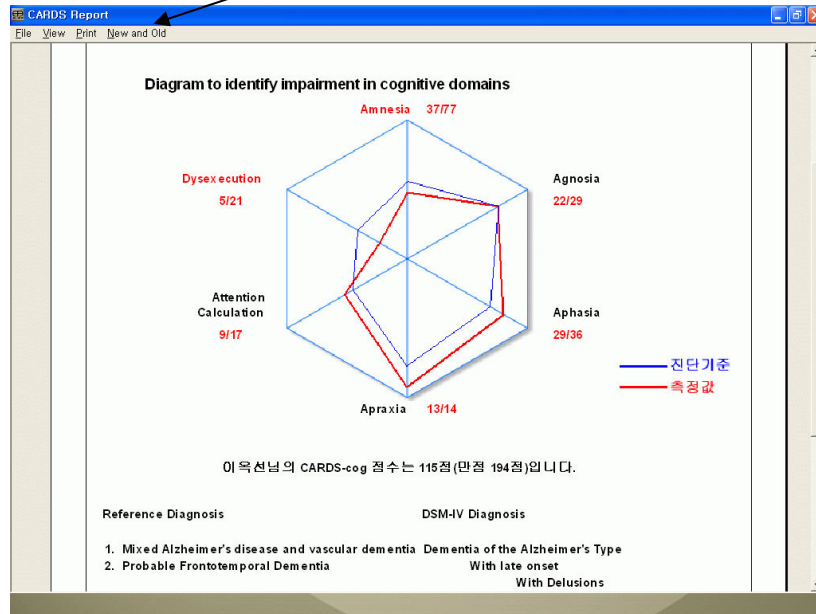 CARDS Report
File View Print New and Old
Diagram to identify impairment in cognitive domains
Amnesia 37/77
Dysexecution
5/21
Agnosia
22/29
Attention
Calculation
9/17
Aphasia
29/36
Apraxia 13/14
진단기준
측정값
이옥선님의 CARDS-cog 점수는 115점(만점 194점)입니다.
Reference Diagnosis DSM-IV Diagnosis
1. Mixed Alzheimer's disease and vascular dementia Dementia of the Alzheimer's Type
2. Probable Frontotemporal Dementia With late onset
With Delusions